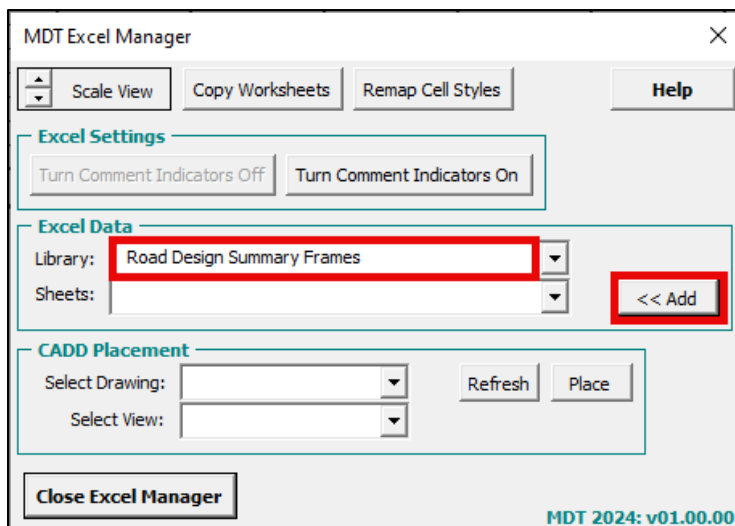 MDT Excel Manager
Scale View Copy Worksheets Remap Cell Styles Help
Excel Settings
Turn Comment Indicators Off Turn Comment Indicators On
Excel Data
Library: Road Design Summary Frames
Sheets: << Add
CADD Placement
Select Drawing: Refresh Place
Select View:
Close Excel Manager
MDT 2024: v01.00.00